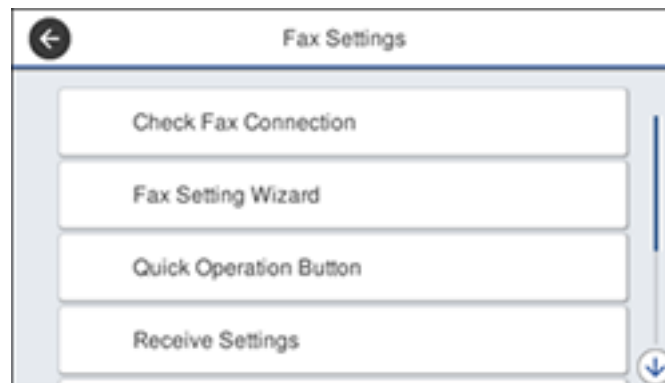 Fax Settings
Check Fax Connection
Fax Setting Wizard
Quick Operation Button
Receive Settings